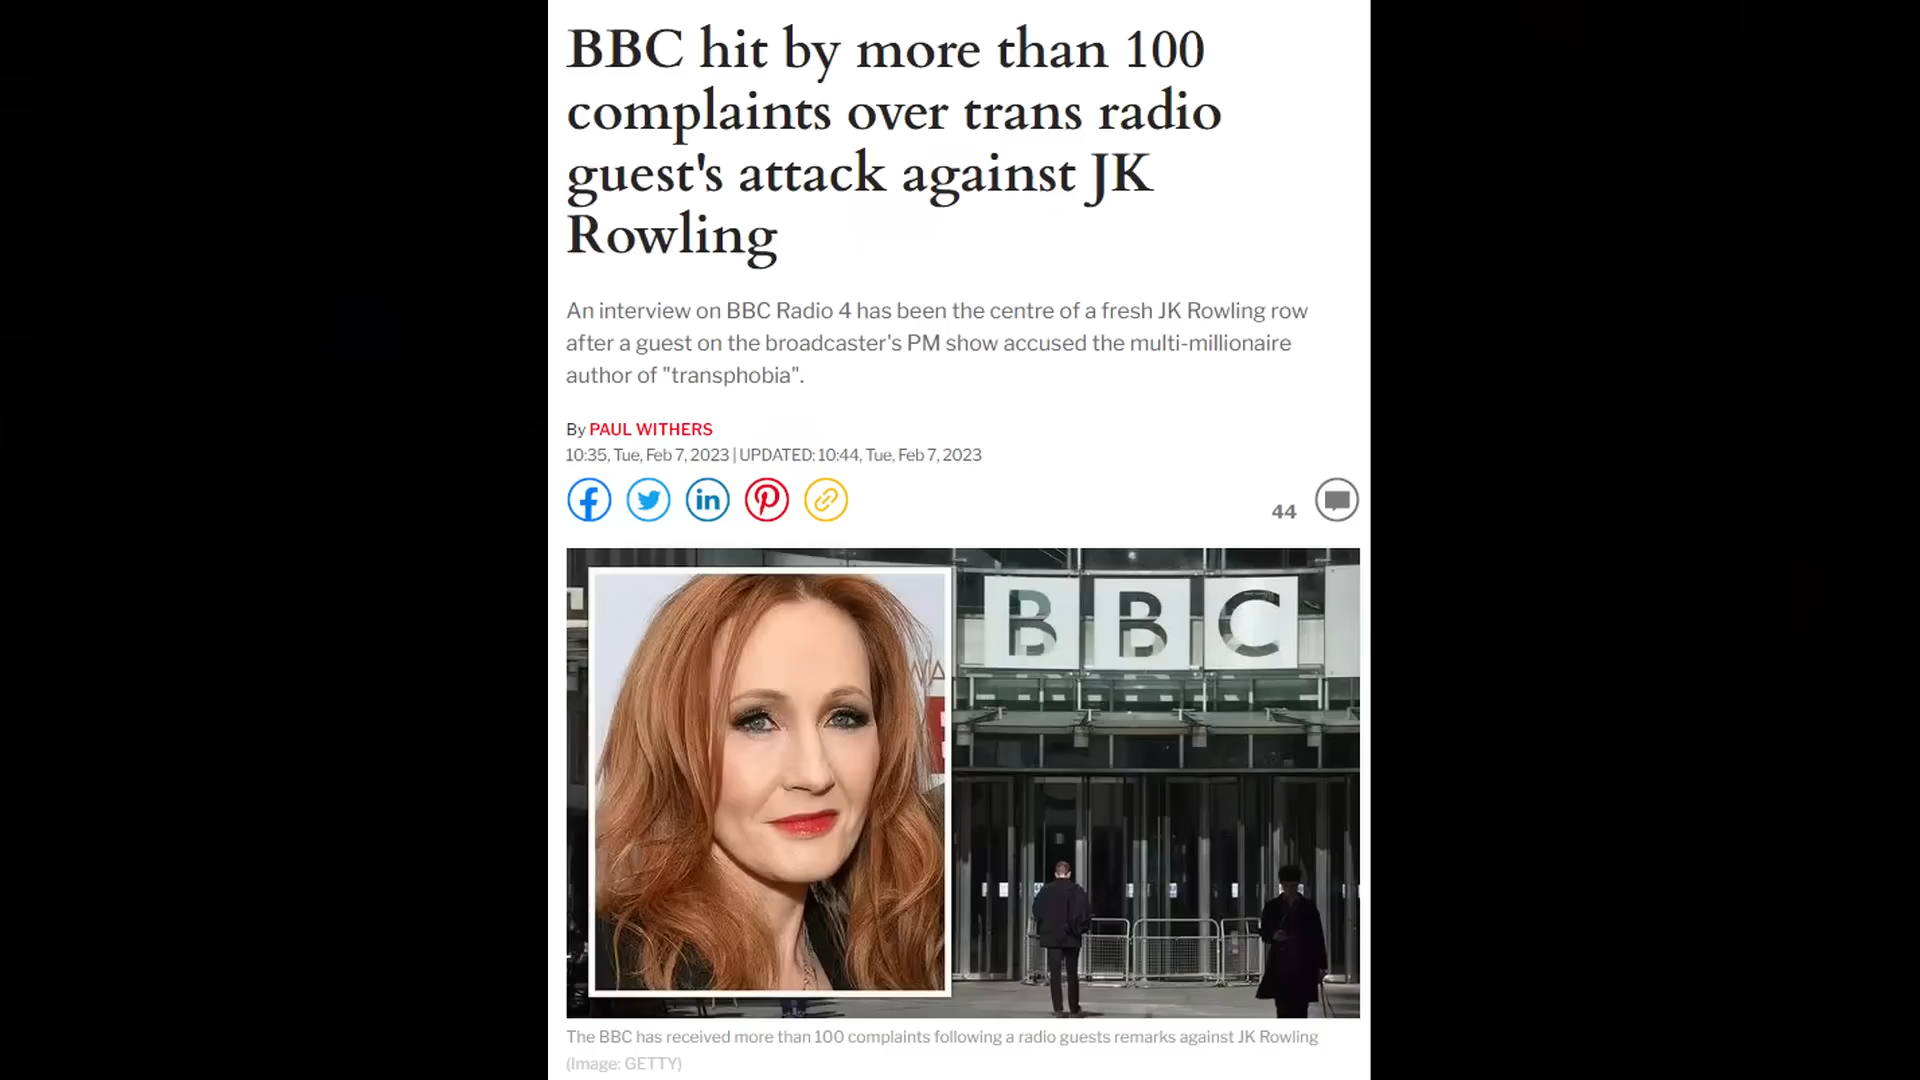 BBC hit by more than 100
complaints over trans radio
guest's attack against JK
Rowling
An interview on BBC Radio 4 has been the centre of a fresh JK Rowling row
after a guest on the broadcaster's PM show accused the multi-millionaire
author of "transphobia".
By PAUL WITHERS
10:35, Tue, Feb 7, 2023 | UPDATED: 10:44, Tue, Feb 7, 2023
44
BBC
The BBC has received more than 100 complaints following a radio guests remarks against JK Rowling
(Image: GETTY)